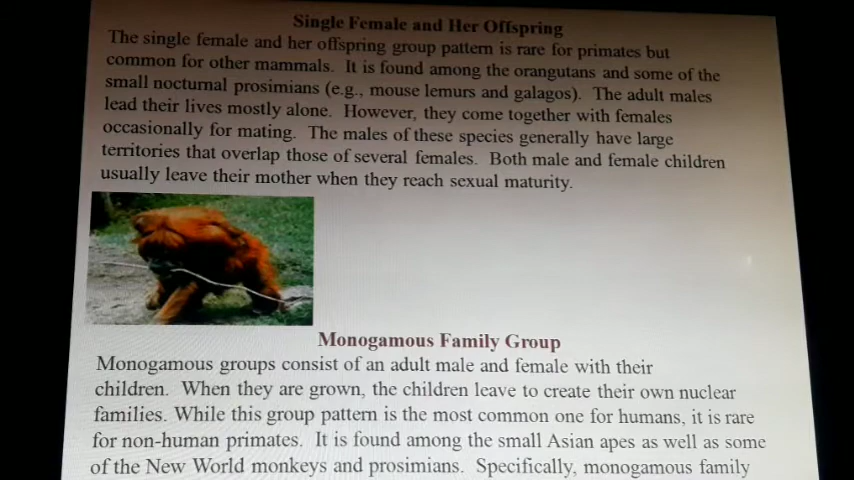 Single Female and Her Offspring
The single female and her offspring group pattern is rare for primates but
common for other mammals. It is found among the orangutans and some of the
small nocturnal prosimians (e.g., mouse lemurs and galagos). The adult males
lead their lives mostly alone. However, they come together with females
occasionally for mating. The males of these species generally have large
territories that overlap those of several females. Both male and female children
usually leave their mother when they reach sexual maturity.
Monogamous Family Group
Monogamous groups consist of an adult male and female with their
children. When they are grown, the children leave to create their own nuclear
families. While this group pattern is the most common one for humans, it is rare
for non-human primates. It is found among the small Asian apes as well as some
of the New World monkeys and prosimians. Specifically, monogamous family